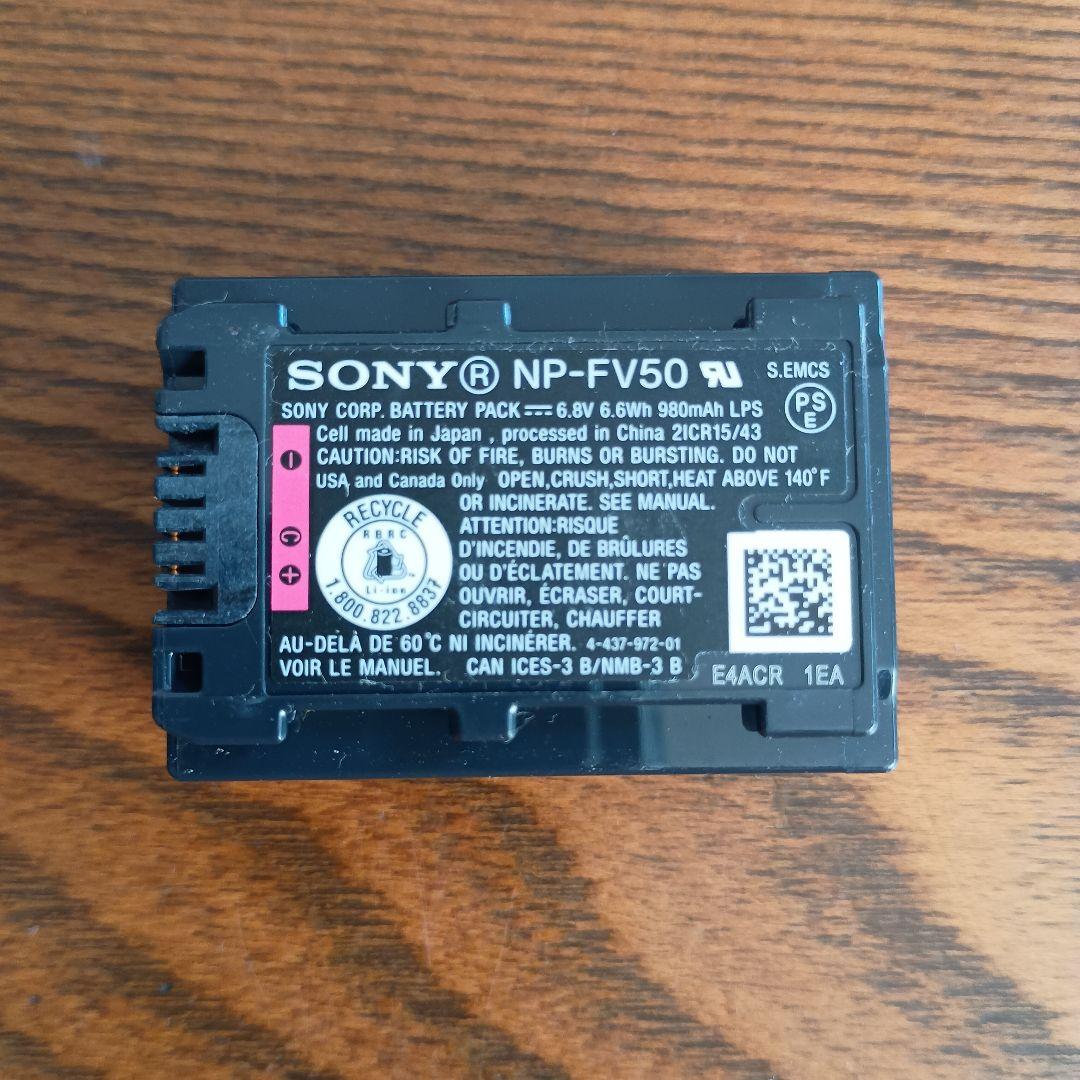 SONY® NP-FV50
S.EMCS
SONY CORP. BATTERY PACK ⎓ 6.8V 6.6Wh 980mAh LPS
PSE
Cell made in Japan , processed in China 2ICR15/43
CAUTION:RISK OF FIRE, BURNS OR BURSTING. DO NOT
USA and Canada Only OPEN,CRUSH,SHORT,HEAT ABOVE 140°F
OR INCINERATE. SEE MANUAL.
ATTENTION:RISQUE
D'INCENDIE, DE BRÛLURES
OU D'ÉCLATEMENT. NE PAS
OUVRIR, ÉCRASER, COURT-
CIRCUITER, CHAUFFER
AU-DELÀ DE 60°C NI INCINÉRER. 4-437-972-01
VOIR LE MANUEL. CAN ICES-3 B/NMB-3 B
− C +
RECYCLE
RBRC
Li-ion
1.800.822.8837
E4ACR 1EA